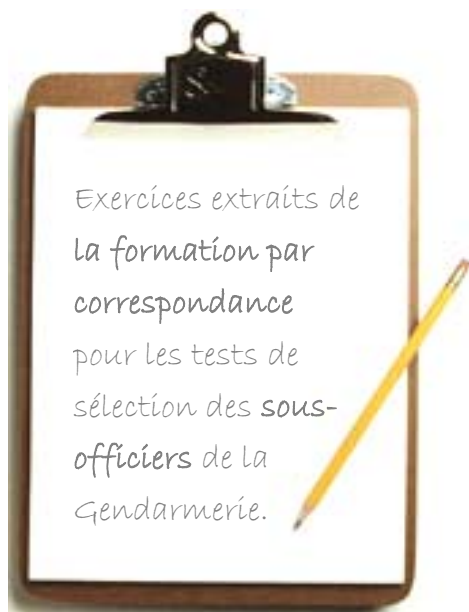 Exercices extraits de
la formation par
correspondance
pour les tests de
sélection des sous-
officiers de la
Gendarmerie.